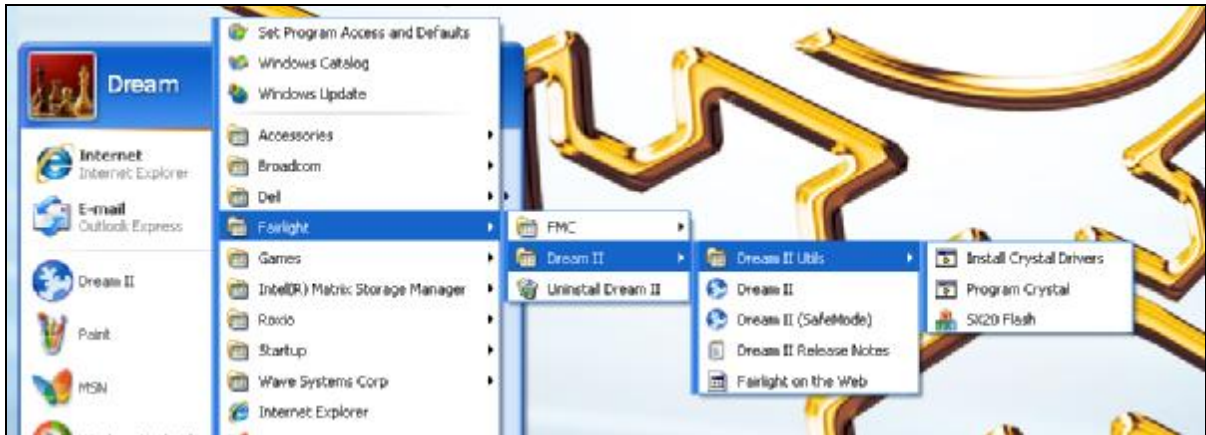 Dream
Internet
Internet Explorer
E-mail
Outlook Express
Dream II
Paint
MSN
Set Program Access and Defaults
Windows Catalog
Windows Update
Accessories
Broadcom
Dell
Fairlight
Games
Intel(R) Matrix Storage Manager
Roxio
Startup
Wave Systems Corp
Internet Explorer
FMC
Dream II
Uninstall Dream II
Dream II Utils
Dream II
Dream II (SafeMode)
Dream II Release Notes
Fairlight on the Web
Install Crystal Drivers
Program Crystal
SX20 Flash